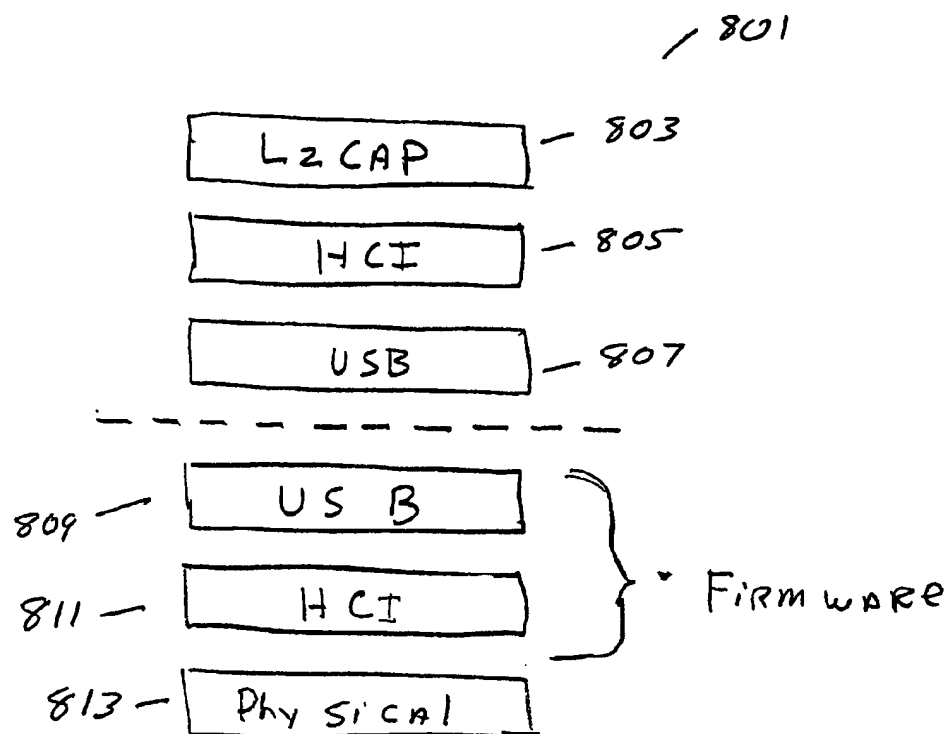 801
L2CAP 803
HCI 805
USB 807
809 USB
811 HCI
Firmware
813 Physical